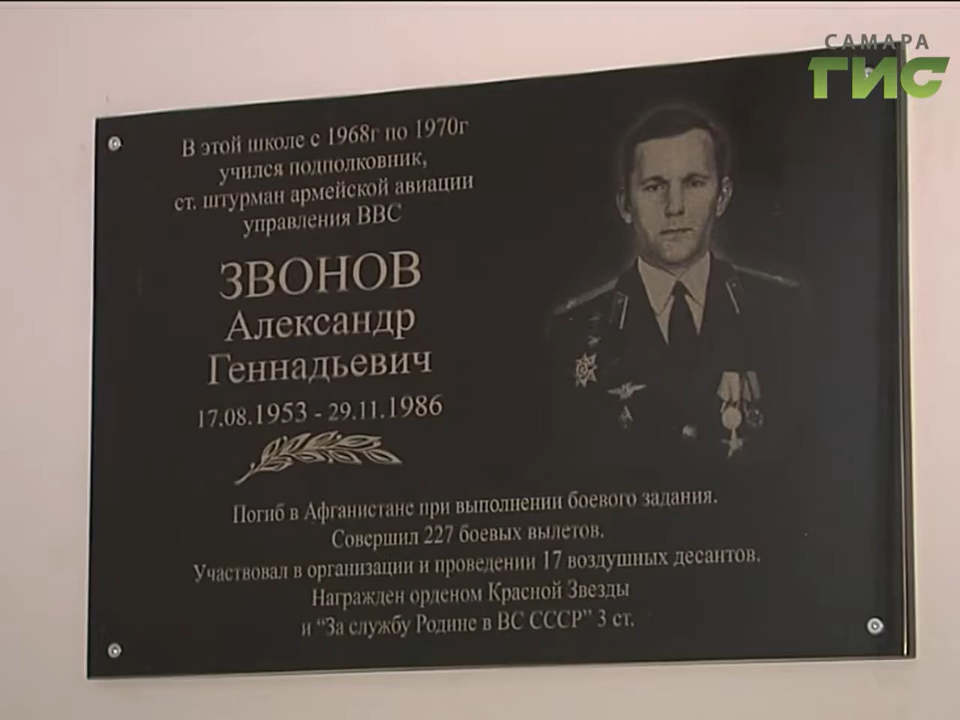 САМАРА
ГИС
В этой школе с 1968г по 1970г
учился подполковник,
ст. штурман армейской авиации
управления ВВС
ЗВОНОВ
Александр
Геннадьевич
17.08.1953 - 29.11.1986
Погиб в Афганистане при выполнении боевого задания.
Совершил 227 боевых вылетов.
Участвовал в организации и проведении 17 воздушных десантов.
Награжден орденом Красной Звезды
и "За службу Родине в ВС СССР" 3 ст.